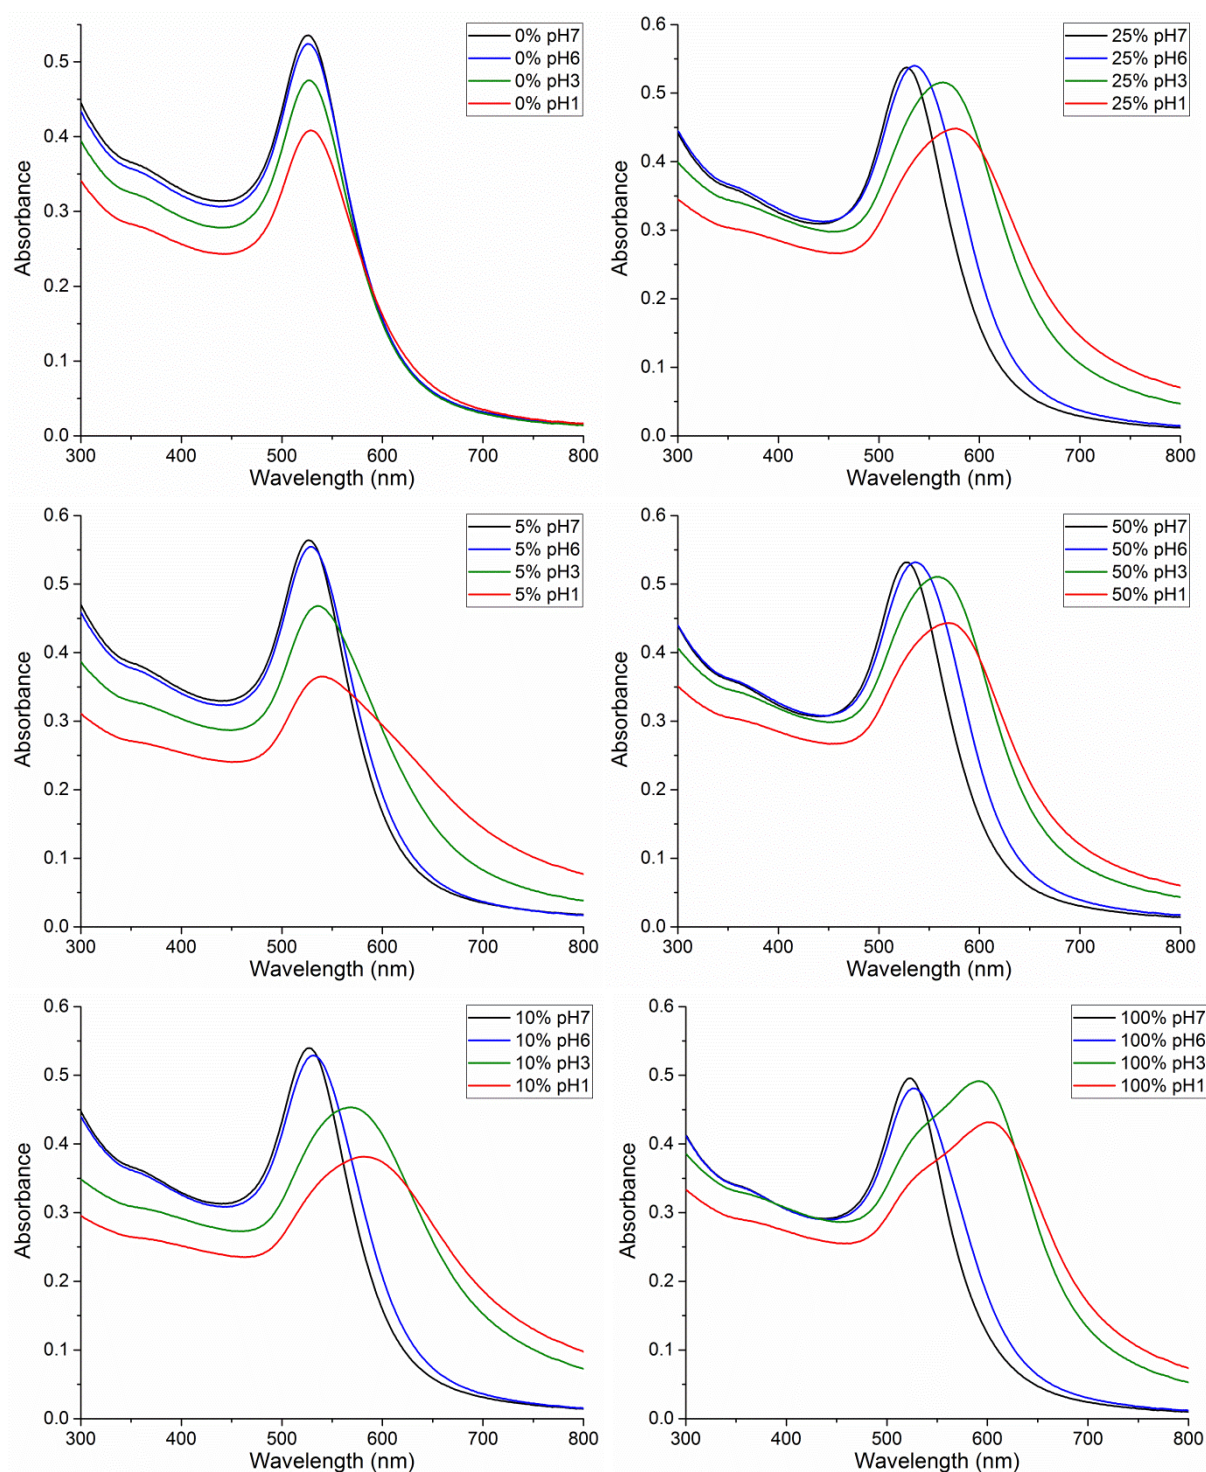 0% pH7
0% pH6
0% pH3
0% pH1
0.5
0.4
0.3
0.2
0.1
0.0
Absorbance
300 400 500 600 700 800
Wavelength (nm)
25% pH7
25% pH6
25% pH3
25% pH1
0.6
0.5
0.4
0.3
0.2
0.1
0.0
Absorbance
300 400 500 600 700 800
Wavelength (nm)
5% pH7
5% pH6
5% pH3
5% pH1
0.6
0.5
0.4
0.3
0.2
0.1
0.0
Absorbance
300 400 500 600 700 800
Wavelength (nm)
50% pH7
50% pH6
50% pH3
50% pH1
0.6
0.5
0.4
0.3
0.2
0.1
0.0
Absorbance
300 400 500 600 700 800
Wavelength (nm)
10% pH7
10% pH6
10% pH3
10% pH1
0.6
0.5
0.4
0.3
0.2
0.1
0.0
Absorbance
300 400 500 600 700 800
Wavelength (nm)
100% pH7
100% pH6
100% pH3
100% pH1
0.6
0.5
0.4
0.3
0.2
0.1
0.0
Absorbance
300 400 500 600 700 800
Wavelength (nm)